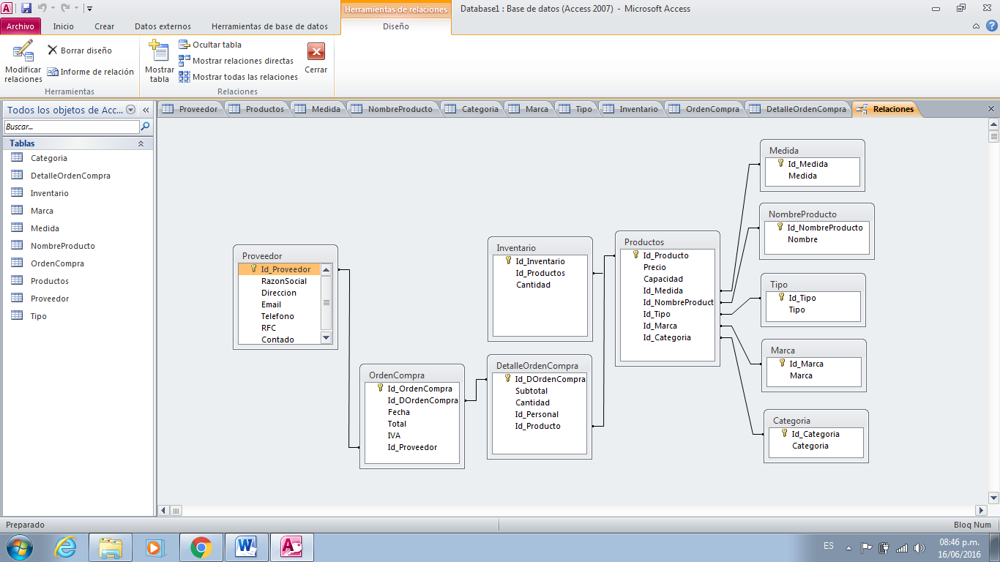 Herramientas de relaciones
Database1 : Base de datos (Access 2007) - Microsoft Access
Archivo
Inicio
Crear
Datos externos
Herramientas de base de datos
Diseño
Modificar relaciones
Borrar diseño
Informe de relación
Herramientas
Mostrar tabla
Ocultar tabla
Mostrar relaciones directas
Mostrar todas las relaciones
Relaciones
Cerrar
Todos los objetos de Acc...
Buscar...
Tablas
Categoria
DetalleOrdenCompra
Inventario
Marca
Medida
NombreProducto
OrdenCompra
Productos
Proveedor
Tipo
Proveedor
Productos
Medida
NombreProducto
Categoria
Marca
Tipo
Inventario
OrdenCompra
DetalleOrdenCompra
Relaciones
Proveedor
Id_Proveedor
RazonSocial
Direccion
Email
Telefono
RFC
Contado
OrdenCompra
Id_OrdenCompra
Id_DOrdenCompra
Fecha
Total
IVA
Id_Proveedor
Inventario
Id_Inventario
Id_Productos
Cantidad
DetalleOrdenCompra
Id_DOrdenCompra
Subtotal
Cantidad
Id_Personal
Id_Producto
Productos
Id_Producto
Precio
Capacidad
Id_Medida
Id_NombreProduct
Id_Tipo
Id_Marca
Id_Categoria
Medida
Id_Medida
Medida
NombreProducto
Id_NombreProducto
Nombre
Tipo
Id_Tipo
Tipo
Marca
Id_Marca
Marca
Categoria
Id_Categoria
Categoria
Preparado
Bloq Num
ES
08:46 p.m.
16/06/2016